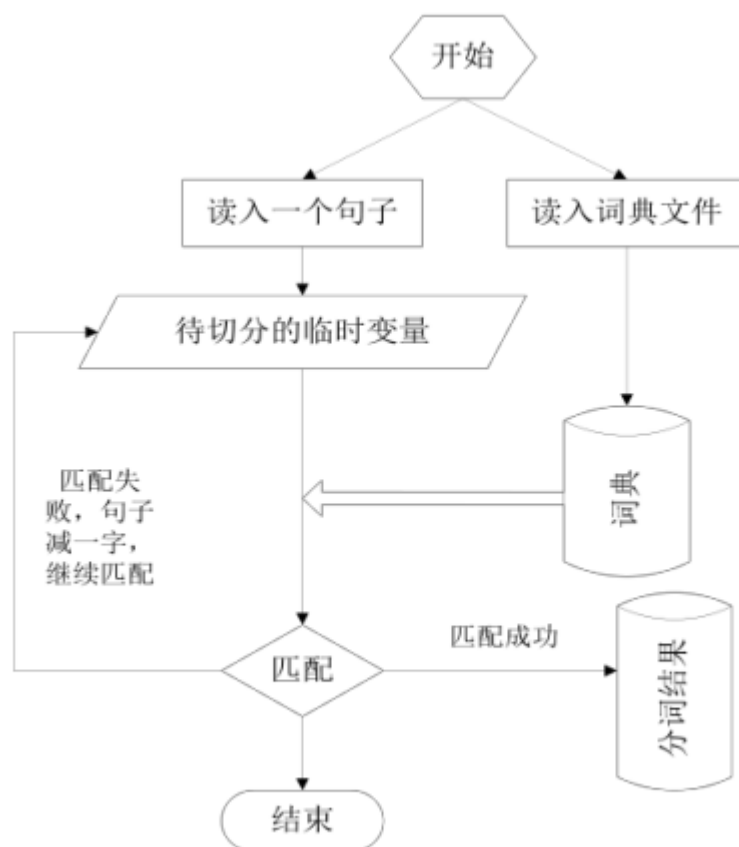 开始
读入一个句子
读入词典文件
待切分的临时变量
词典
匹配失
败，句子
减一字，
继续匹配
匹配
匹配成功
分词结果
结束